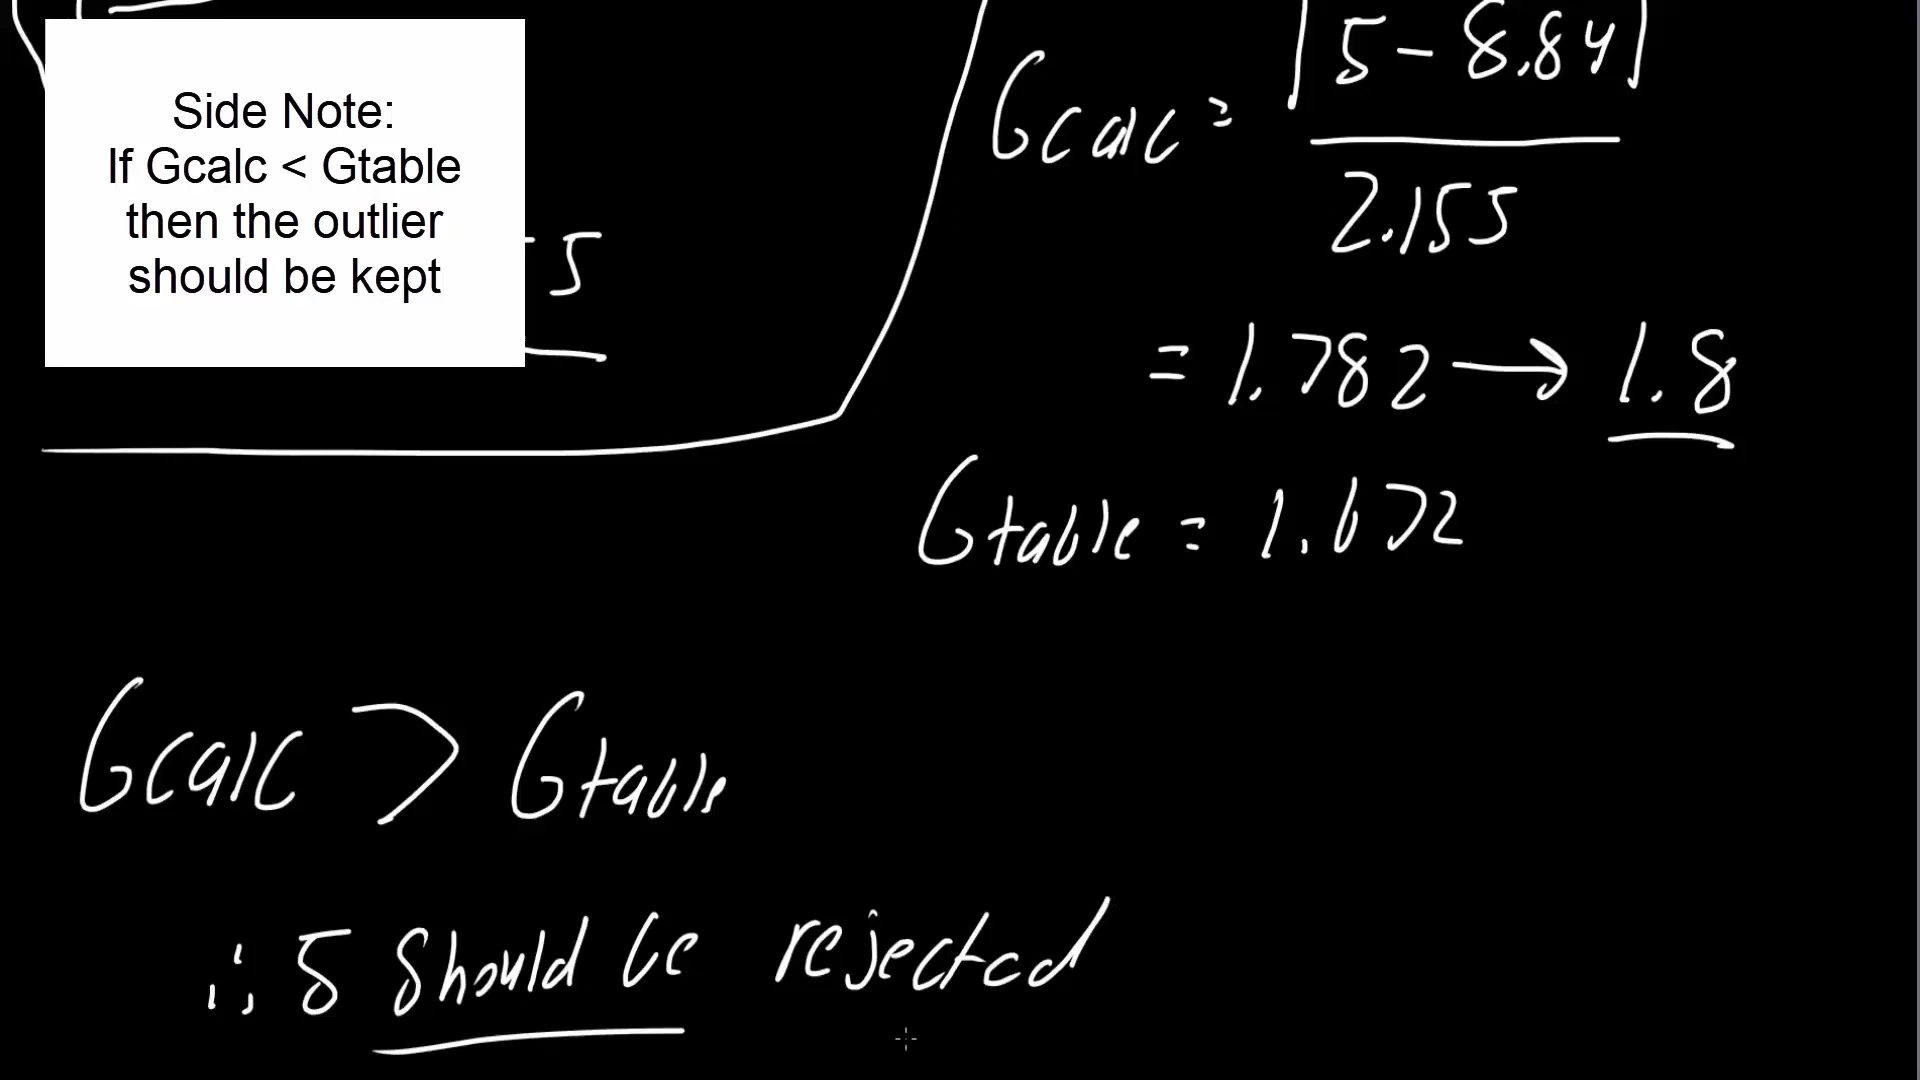 Side Note:
If Gcalc < Gtable
then the outlier
should be kept
5
Gcalc = |5 - 8.84|
2.155
= 1.782 → 1.8
Gtable = 1.672
Gcalc > Gtable
∴ 5 should be rejected